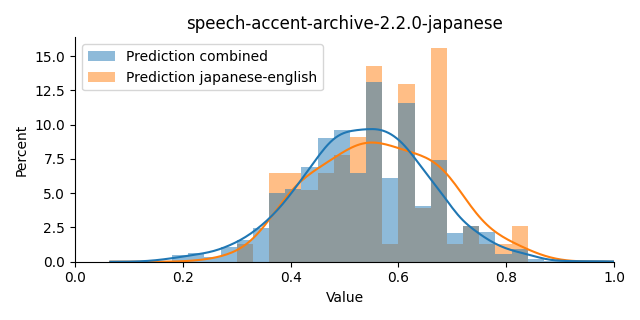 speech-accent-archive-2.2.0-japanese
Prediction combined
Prediction japanese-english
Percent
15.0
12.5
10.0
7.5
5.0
2.5
0.0
0.0 0.2 0.4 0.6 0.8 1.0
Value